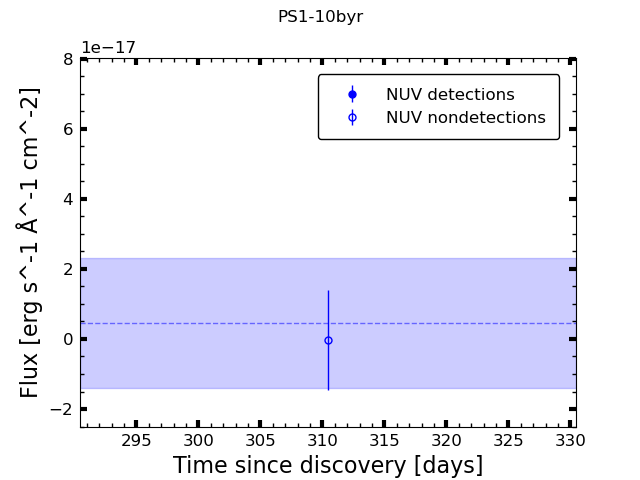 PS1-10byr
1e−17
NUV detections
NUV nondetections
8
6
4
2
0
−2
Flux [erg s^-1 Å^-1 cm^-2]
295 300 305 310 315 320 325 330
Time since discovery [days]